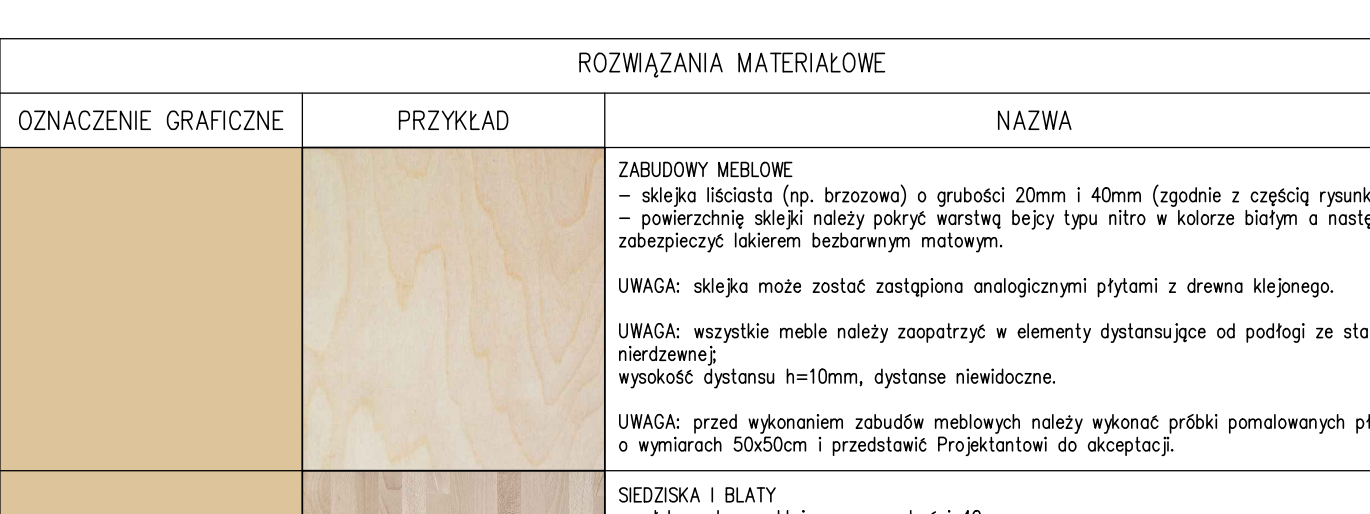 ROZWIĄZANIA MATERIAŁOWE
OZNACZENIE GRAFICZNE
PRZYKŁAD
NAZWA
ZABUDOWY MEBLOWE
– sklejka liściasta (np. brzozowa) o grubości 20mm i 40mm (zgodnie z częścią rysunk
– powierzchnię sklejki należy pokryć warstwą bejcy typu nitro w kolorze białym a nastę
zabezpieczyć lakierem bezbarwnym matowym.
UWAGA: sklejka może zostać zastąpiona analogicznymi płytami z drewna klejonego.
UWAGA: wszystkie meble należy zaopatrzyć w elementy dystansujące od podłogi ze sta
nierdzewnej;
wysokość dystansu h=10mm, dystanse niewidoczne.
UWAGA: przed wykonaniem zabudów meblowych należy wykonać próbki pomalowanych pł
o wymiarach 50x50cm i przedstawić Projektantowi do akceptacji.
SIEDZISKA I BLATY